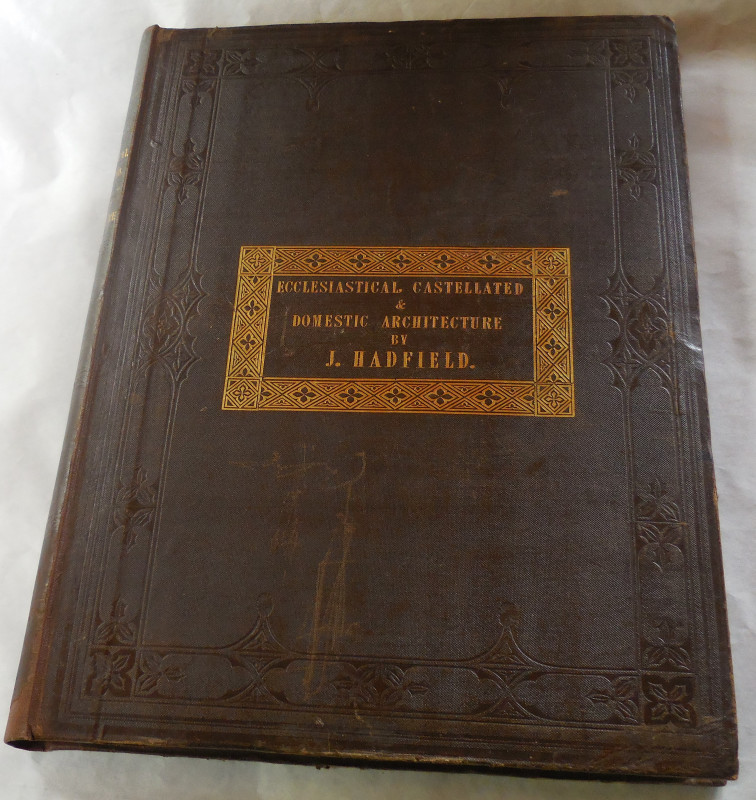 ECCLESIASTICAL. CASTELLATED
&
DOMESTIC ARCHITECTURE
BY
J. HADFIELD.